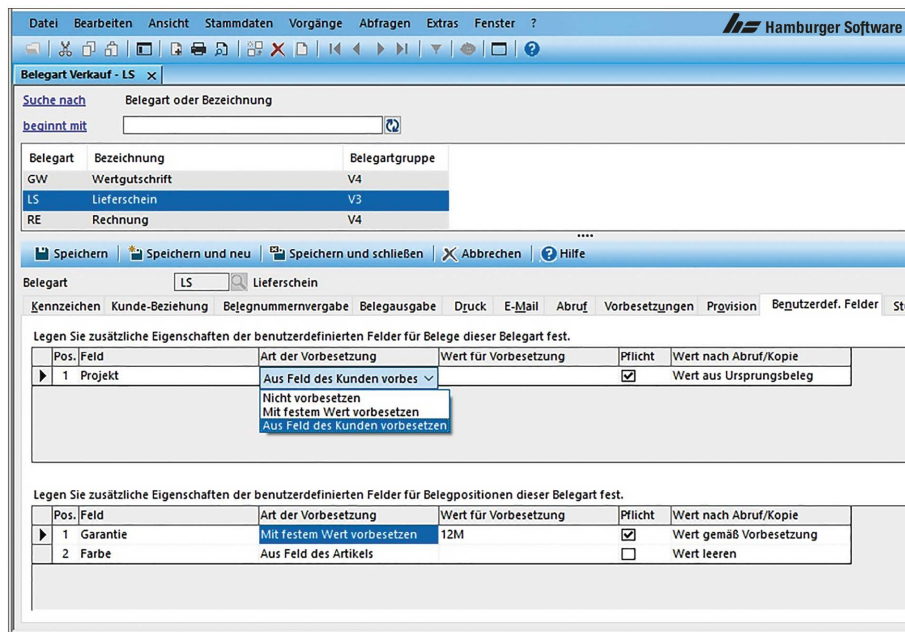 Datei Bearbeiten Ansicht Stammdaten Vorgänge Abfragen Extras Fenster ?
Hamburger Software
Belegart Verkauf - LS x
Suche nach Belegart oder Bezeichnung
beginnt mit
Belegart Bezeichnung Belegartgruppe
GW Wertgutschrift V4
LS Lieferschein V3
RE Rechnung V4
Speichern Speichern und neu Speichern und schließen Abbrechen Hilfe
Belegart LS Lieferschein
Kennzeichen Kunde-Beziehung Belegnummernvergabe Belegausgabe Druck E-Mail Abruf Vorbesetzungen Provision Benutzerdef. Felder St
Legen Sie zusätzliche Eigenschaften der benutzerdefinierten Felder für Belege dieser Belegart fest.
Pos. Feld Art der Vorbesetzung Wert für Vorbesetzung Pflicht Wert nach Abruf/Kopie
1 Projekt Aus Feld des Kunden vorbes Wert aus Ursprungsbeleg
Nicht vorbesetzen
Mit festem Wert vorbesetzen
Aus Feld des Kunden vorbesetzen
Legen Sie zusätzliche Eigenschaften der benutzerdefinierten Felder für Belegpositionen dieser Belegart fest.
Pos. Feld Art der Vorbesetzung Wert für Vorbesetzung Pflicht Wert nach Abruf/Kopie
1 Garantie Mit festem Wert vorbesetzen 12M Wert gemäß Vorbesetzung
2 Farbe Aus Feld des Artikels Wert leeren